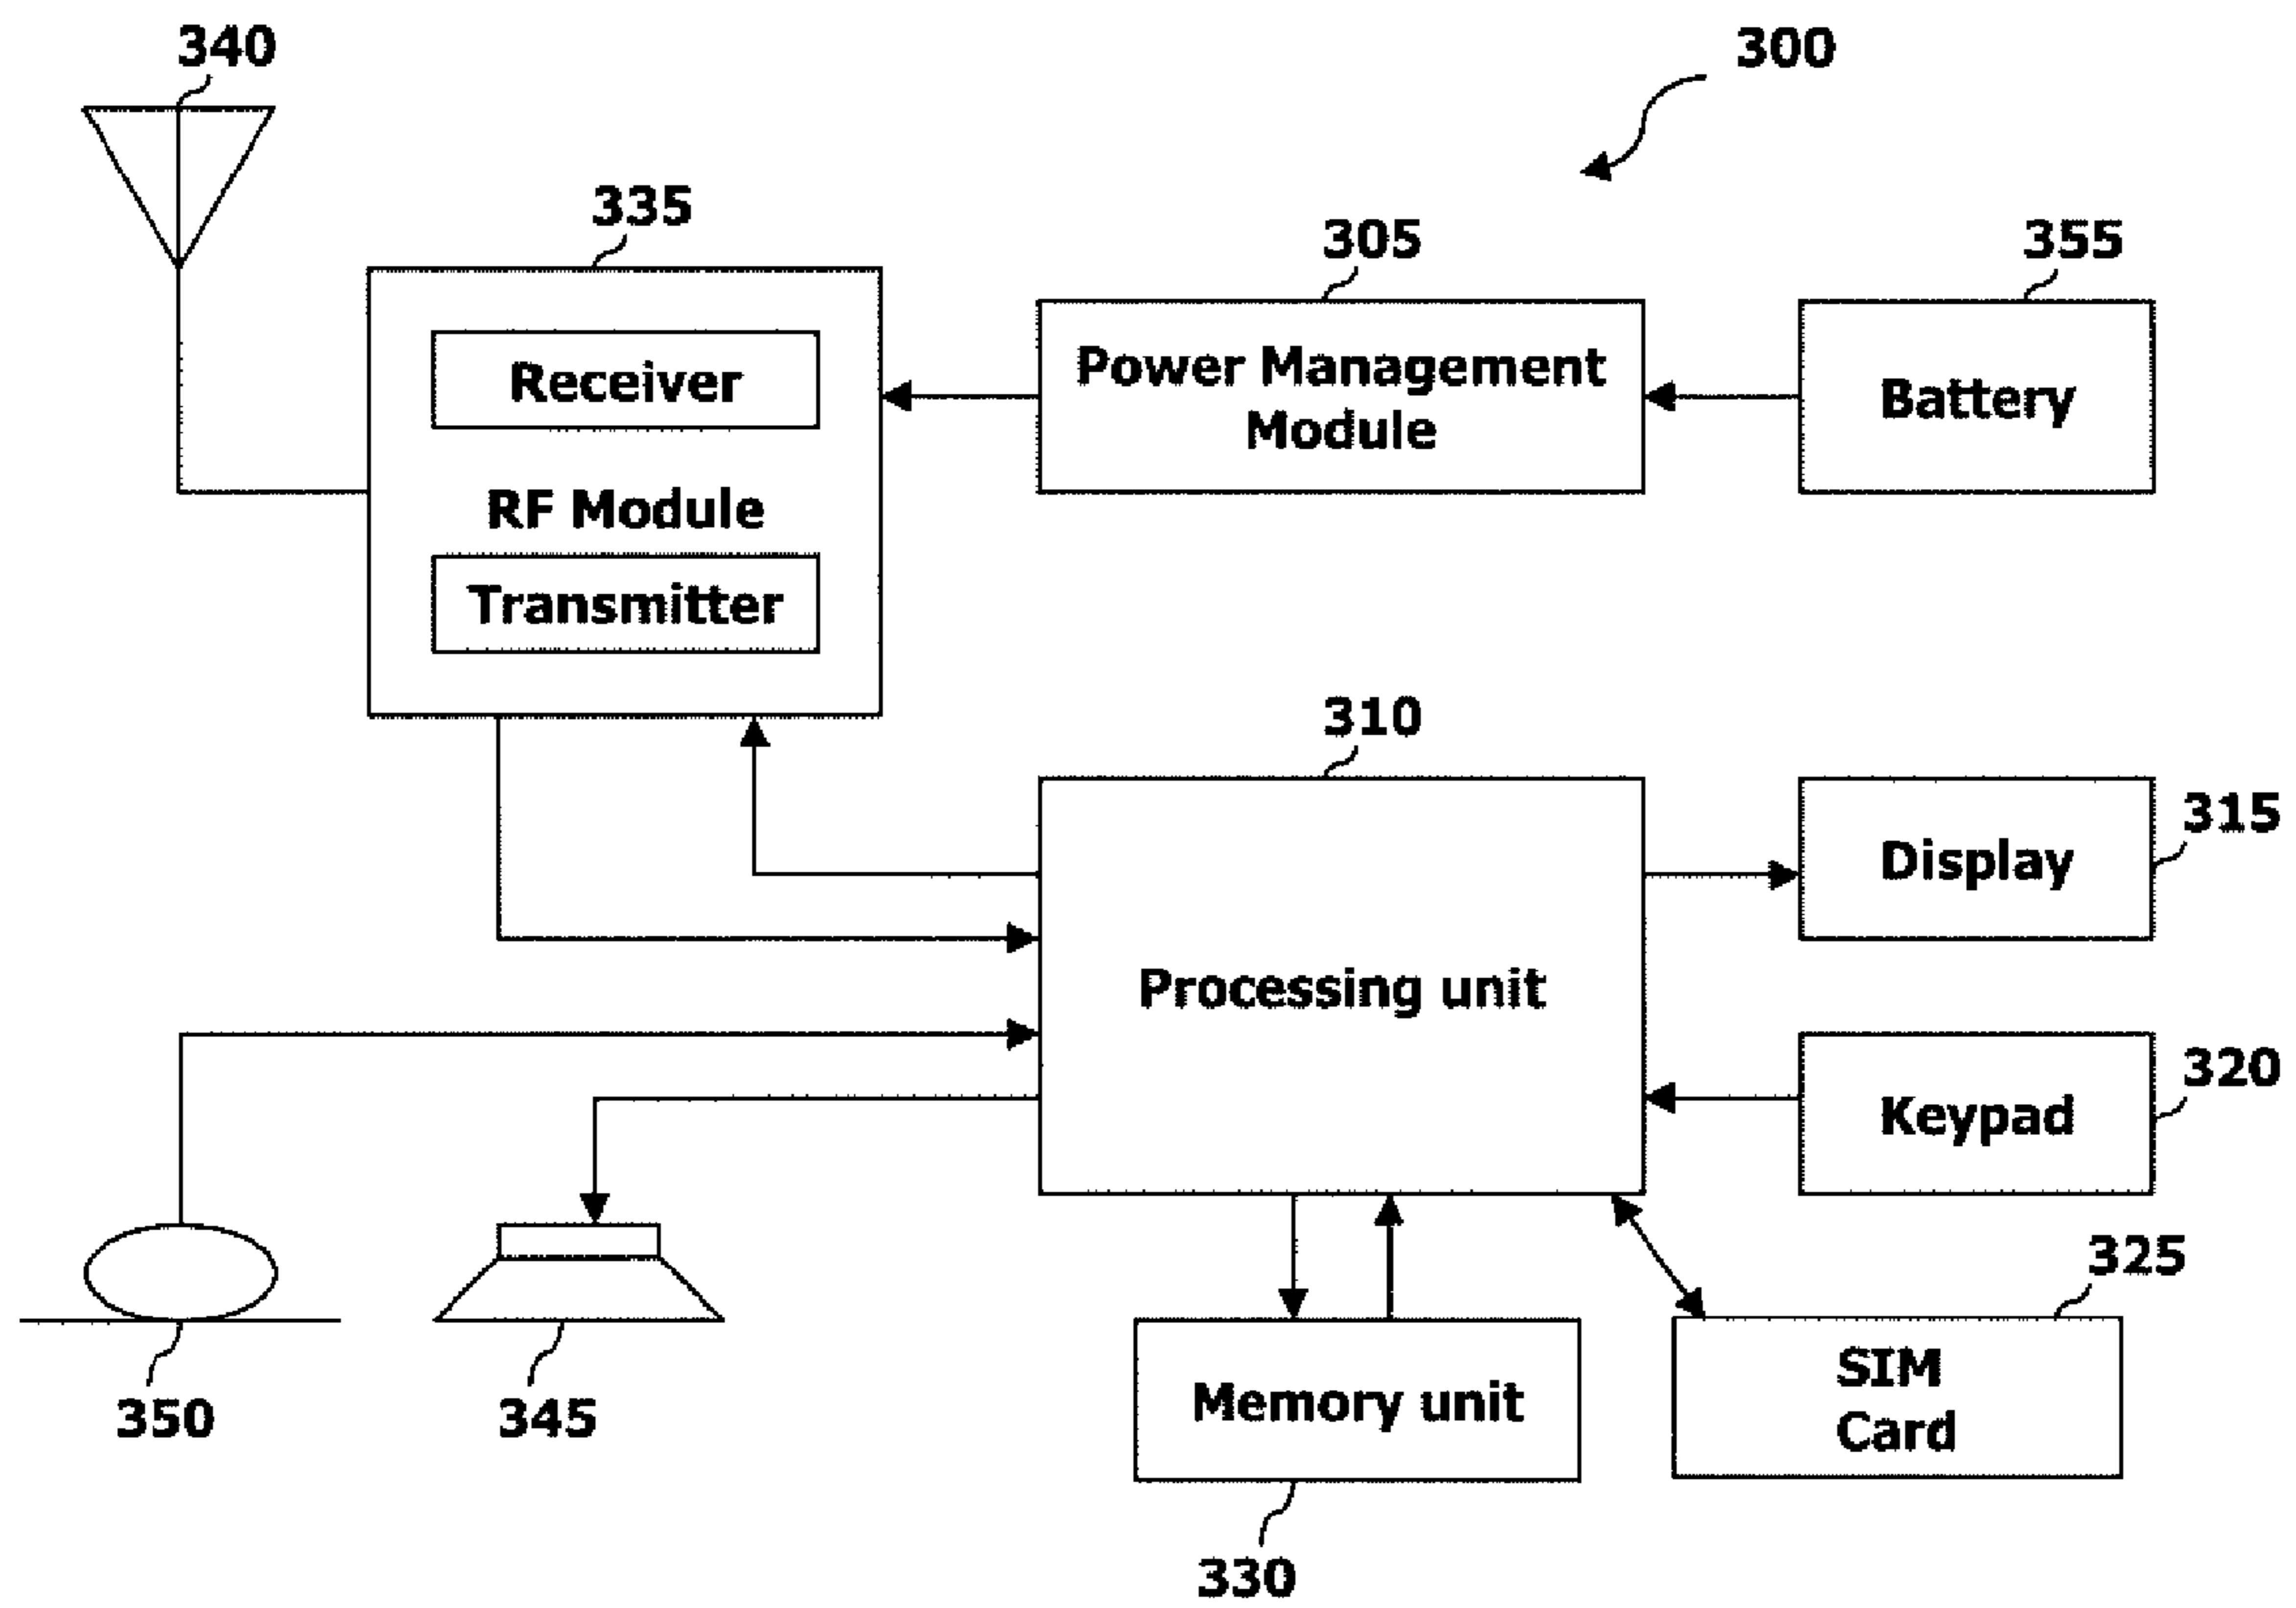 340
300
335
305
355
Receiver
Power Management
Module
Battery
RF Module
Transmitter
310
315
Display
Processing unit
320
Keypad
325
SIM
Card
Memory unit
350
345
330